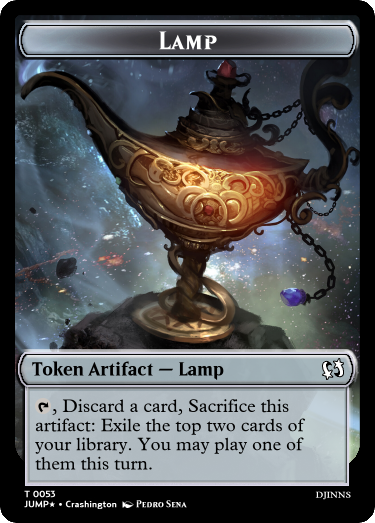 Lamp
Token Artifact — Lamp
, Discard a card, Sacrifice this
artifact: Exile the top two cards of
your library. You may play one of
them this turn.
T 0053
DJINNS
JUMP★ • Crashington Pedro Sena